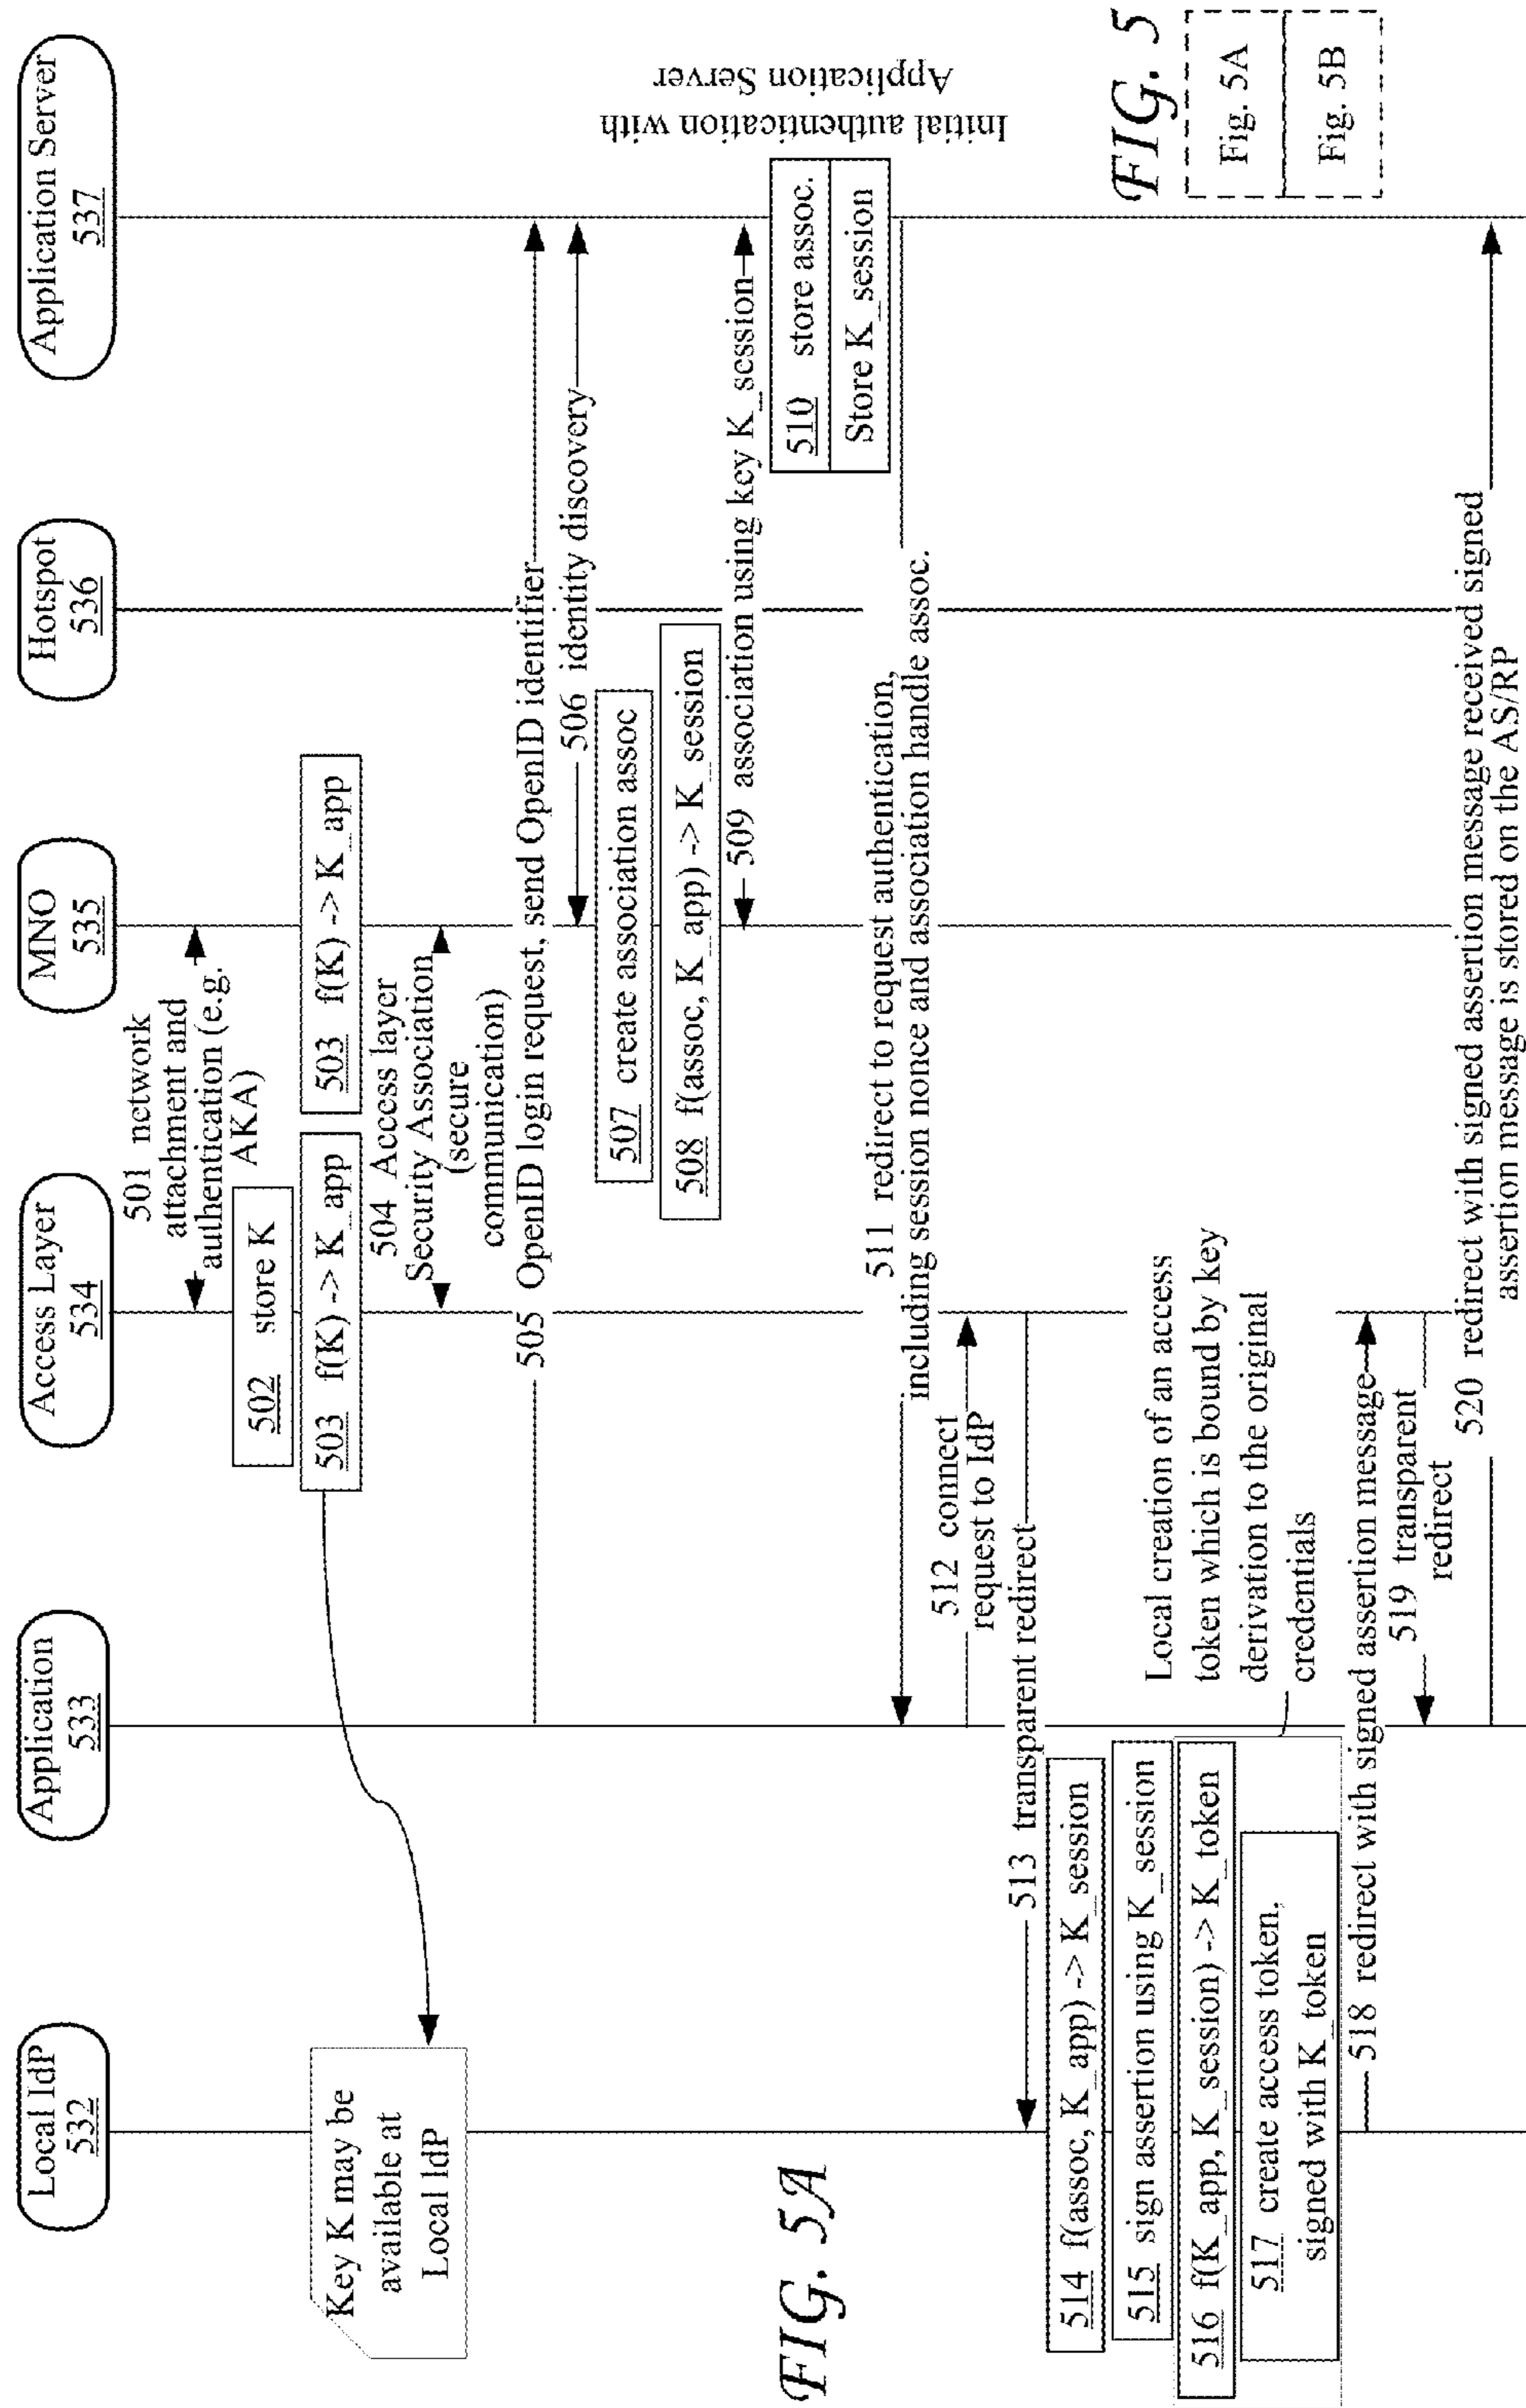 Local IdP
532
Application
533
Access Layer
534
MNO
535
Hotspot
536
Application Server
537
501 network
attachment and
authentication (e.g.
AKA)
502 store K
503 f(K) -> K_app
503 f(K) -> K_app
Key K may be
available at
Local IdP
504 Access layer
Security Association
(secure
communication)
505 OpenID login request, send OpenID identifier
506 identity discovery
507 create association assoc
508 f(assoc, K_app) -> K_session
509 association using key K_session
510 store assoc.
Store K_session
Initial authentication with
Application Server
511 redirect to request authentication,
including session nonce and association handle assoc.
512 connect
request to IdP
513 transparent redirect
514 f(assoc, K_app) -> K_session
515 sign assertion using K_session
516 f(K_app, K_session) -> K_token
517 create access token,
signed with K_token
Local creation of an access
token which is bound by key
derivation to the original
credentials
518 redirect with signed assertion message
519 transparent
redirect
520 redirect with signed assertion message received signed
assertion message is stored on the AS/RP
FIG. 5A
FIG. 5
Fig. 5A
Fig. 5B